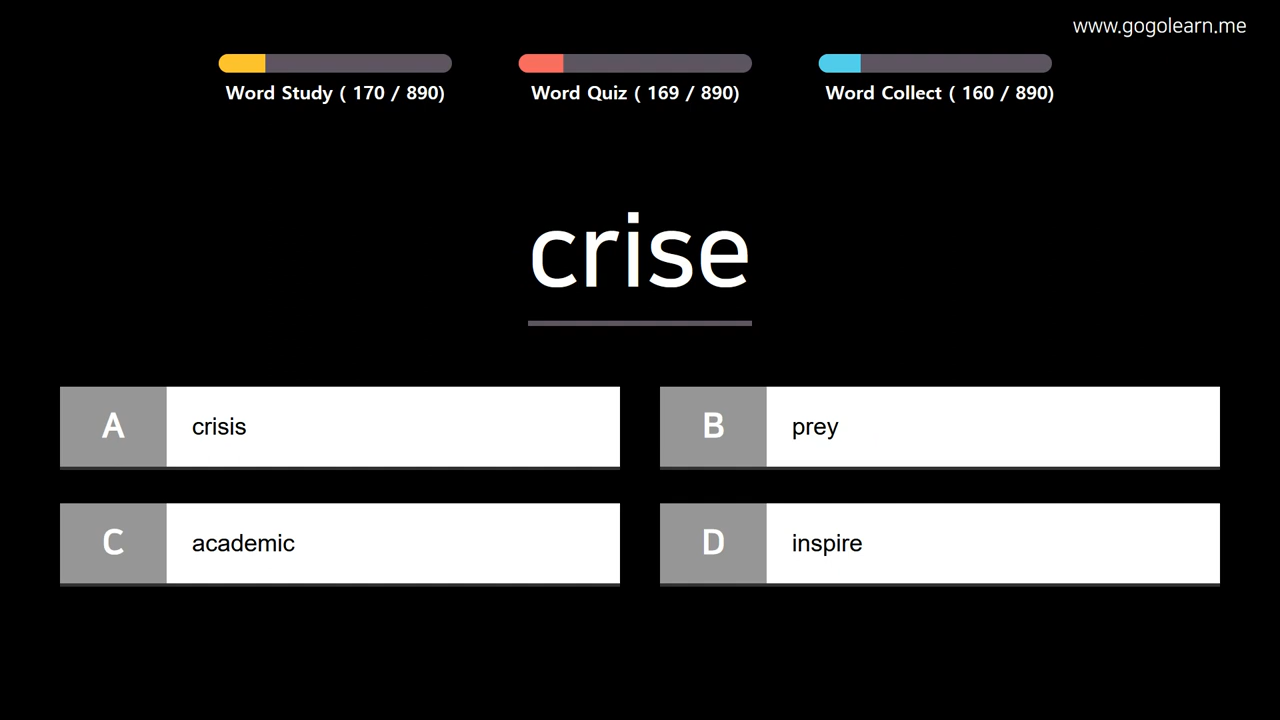 www.gogolearn.me
Word Study ( 170 / 890)
Word Quiz ( 169 / 890)
Word Collect ( 160 / 890)
crise
A crisis
B prey
C academic
D inspire